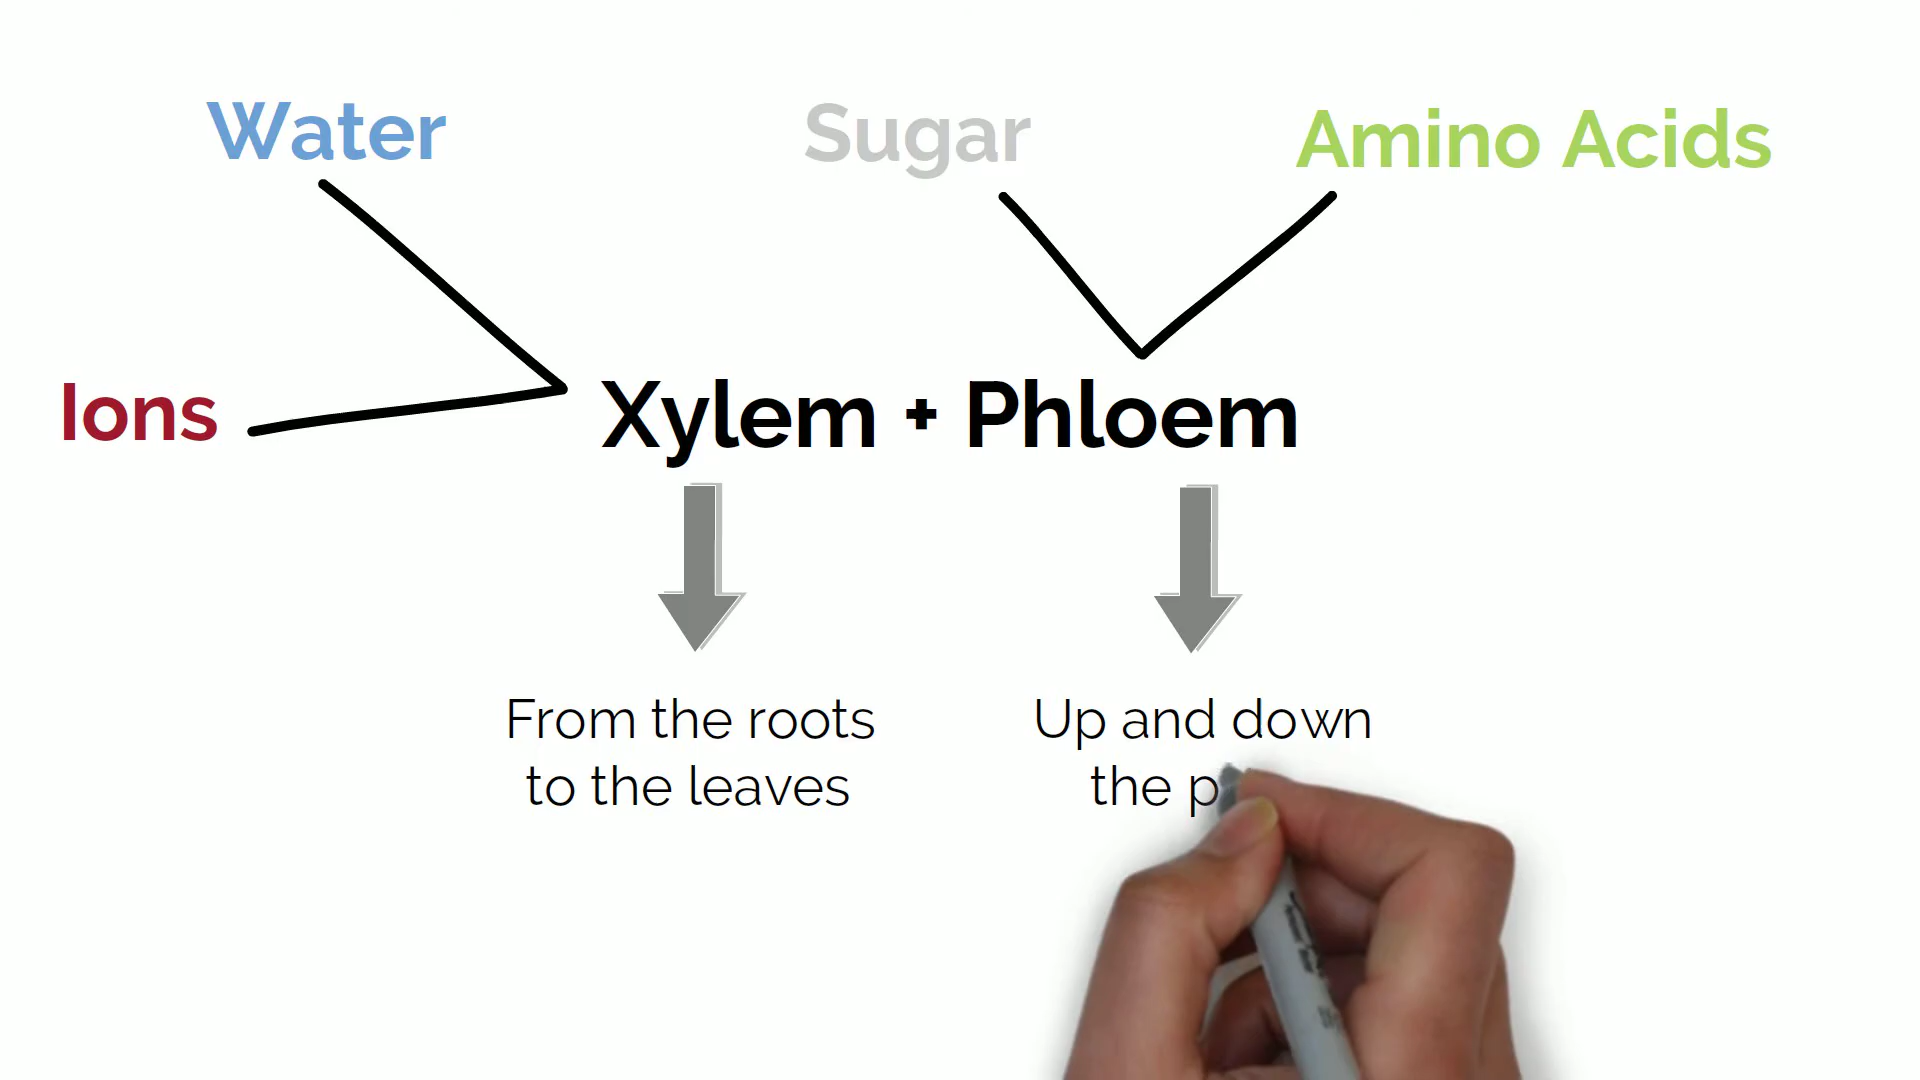 Water
Sugar
Amino Acids
Ions
Xylem + Phloem
From the roots
to the leaves
Up and down
the p